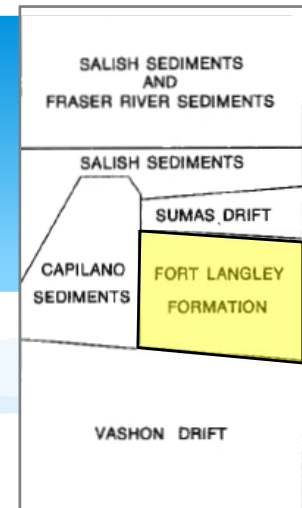 SALISH SEDIMENTS
AND
FRASER RIVER SEDIMENTS
SALISH SEDIMENTS
SUMAS DRIFT
CAPILANO
SEDIMENTS
FORT LANGLEY
FORMATION
VASHON DRIFT